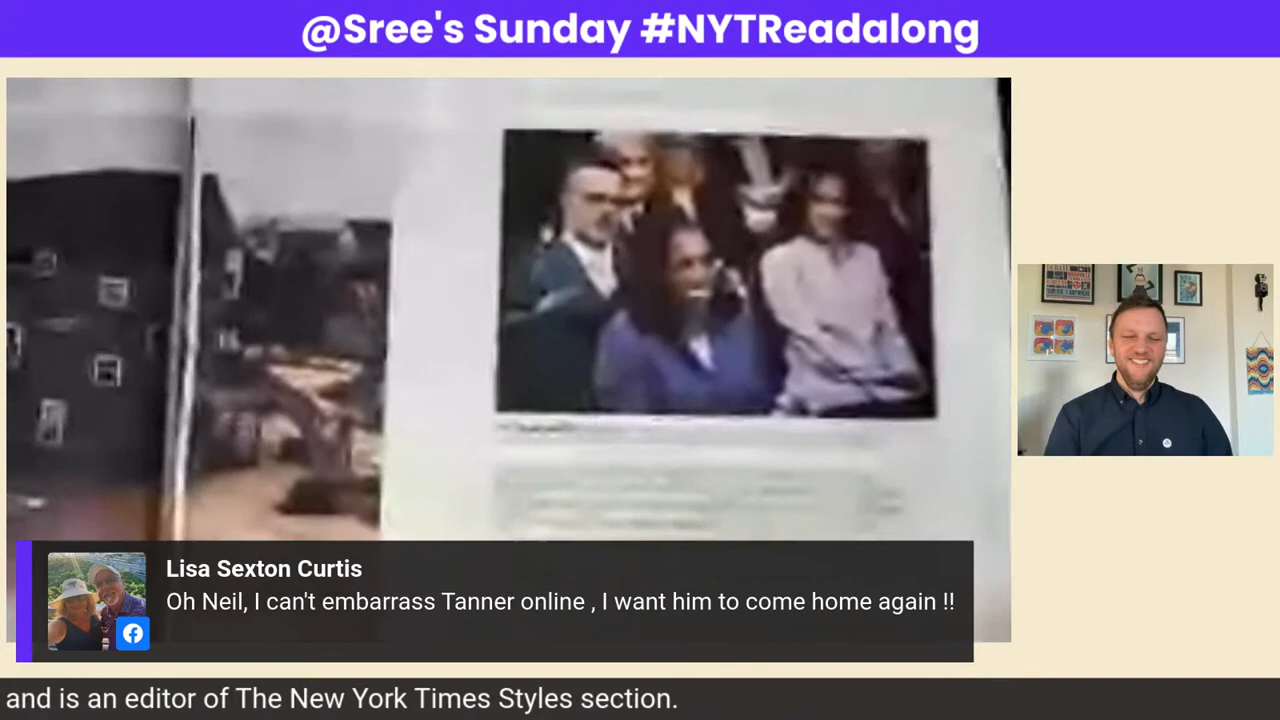 @Sree's Sunday #NYTReadalong
Lisa Sexton Curtis
Oh Neil, I can't embarrass Tanner online , I want him to come home again !!
and is an editor of The New York Times Styles section.